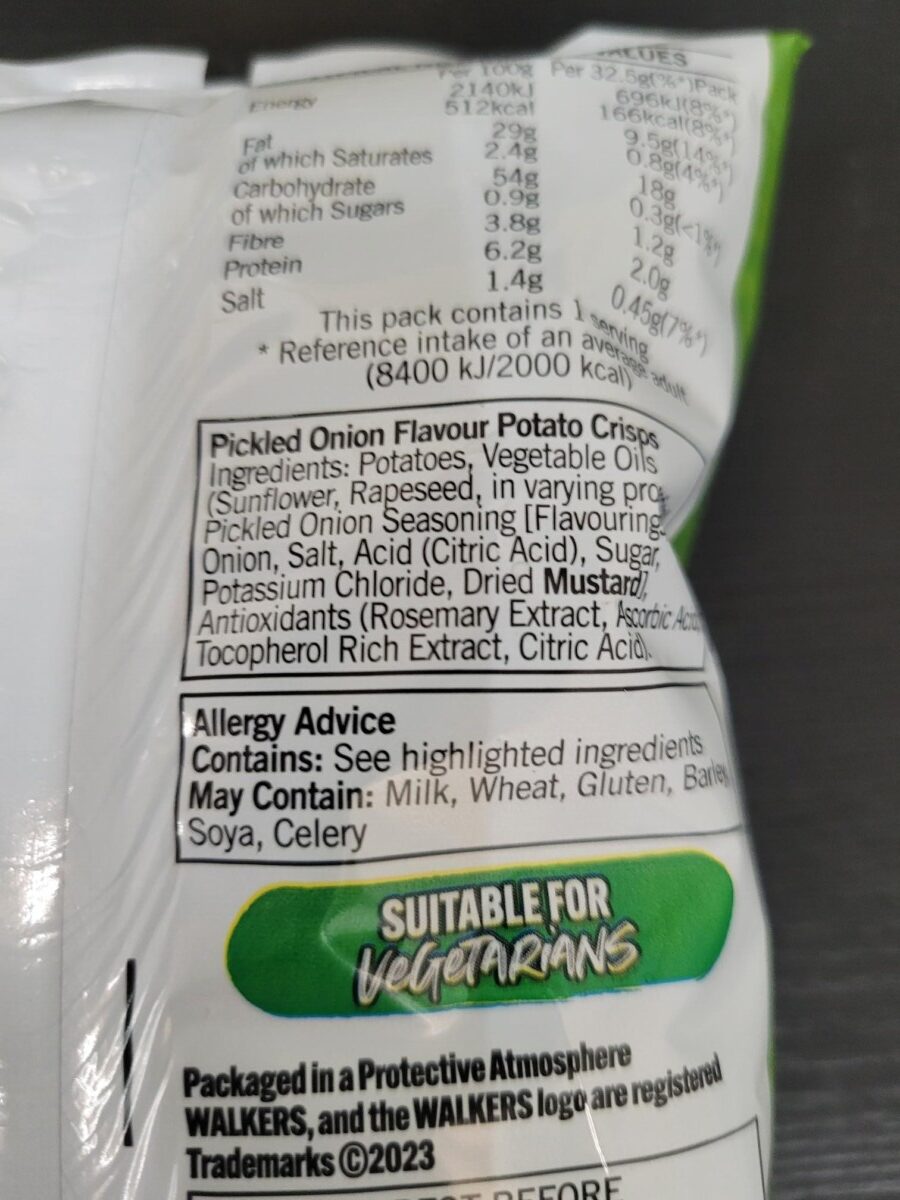 Per 100g Per 32.5g(%*)Pack
Energy 2140kJ 696kJ(8%*)
512kcal 166kcal(8%*)
Fat 29g 9.5g(14%*)
of which Saturates 2.4g 0.8g(4%*)
Carbohydrate 54g 18g
of which Sugars 0.9g 0.3g(<1%*)
Fibre 3.8g 1.2g
Protein 6.2g 2.0g
Salt 1.4g 0.45g(7%*)
This pack contains 1 serving
* Reference intake of an average adult
(8400 kJ/2000 kcal)
Pickled Onion Flavour Potato Crisps
Ingredients: Potatoes, Vegetable Oils
(Sunflower, Rapeseed, in varying
Pickled Onion Seasoning [Flavouring
Onion, Salt, Acid (Citric Acid), Sugar,
Potassium Chloride, Dried Mustard],
Antioxidants (Rosemary Extract, Ascorbic
Tocopherol Rich Extract, Citric Acid).
Allergy Advice
Contains: See highlighted ingredients
May Contain: Milk, Wheat, Gluten, Barley
Soya, Celery
SUITABLE FOR
VEGETARIANS
Packaged in a Protective Atmosphere
WALKERS, and the WALKERS logo are registered
Trademarks ©2023
BEFORE